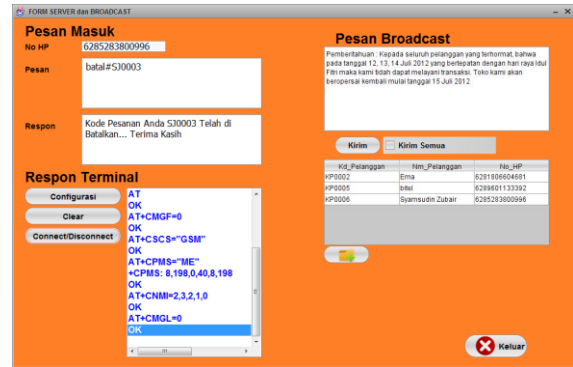 FORM SERVER dan BROADCAST
Pesan Masuk
No HP
6285283800996
Pesan
batal#SJ0003
Respon
Kode Pesanan Anda SJ0003 Telah di
Batalkan... Terima Kasih
Respon Terminal
Configurasi
Clear
Connect/Disconnect
AT
OK
AT+CMGF=0
OK
AT+CSCS="GSM"
OK
AT+CPMS="ME"
+CPMS: 8,198,0,40,8,198
OK
AT+CNMI=2,3,2,1,0
OK
AT+CMGL=0
OK
Pesan Broadcast
Pemberitahuan : Kepada seluruh pelanggan yang terhormat, bahwa
pada tanggal 12, 13, 14 Juli 2012 yang bertepatan dengan hari raya Idul
Fitri maka kami tidah dapat melayani transaksi. Toko kami akan
beropersai kembali mulai tanggal 15 Juli 2012
Kirim
Kirim Semua
Kd_Pelanggan Nm_Pelanggan No_HP
KP0002 Ema 6281806604681
KP0005 bitel 6289601133392
KP0006 Syamsudin Zubair 6285283800996
Keluar